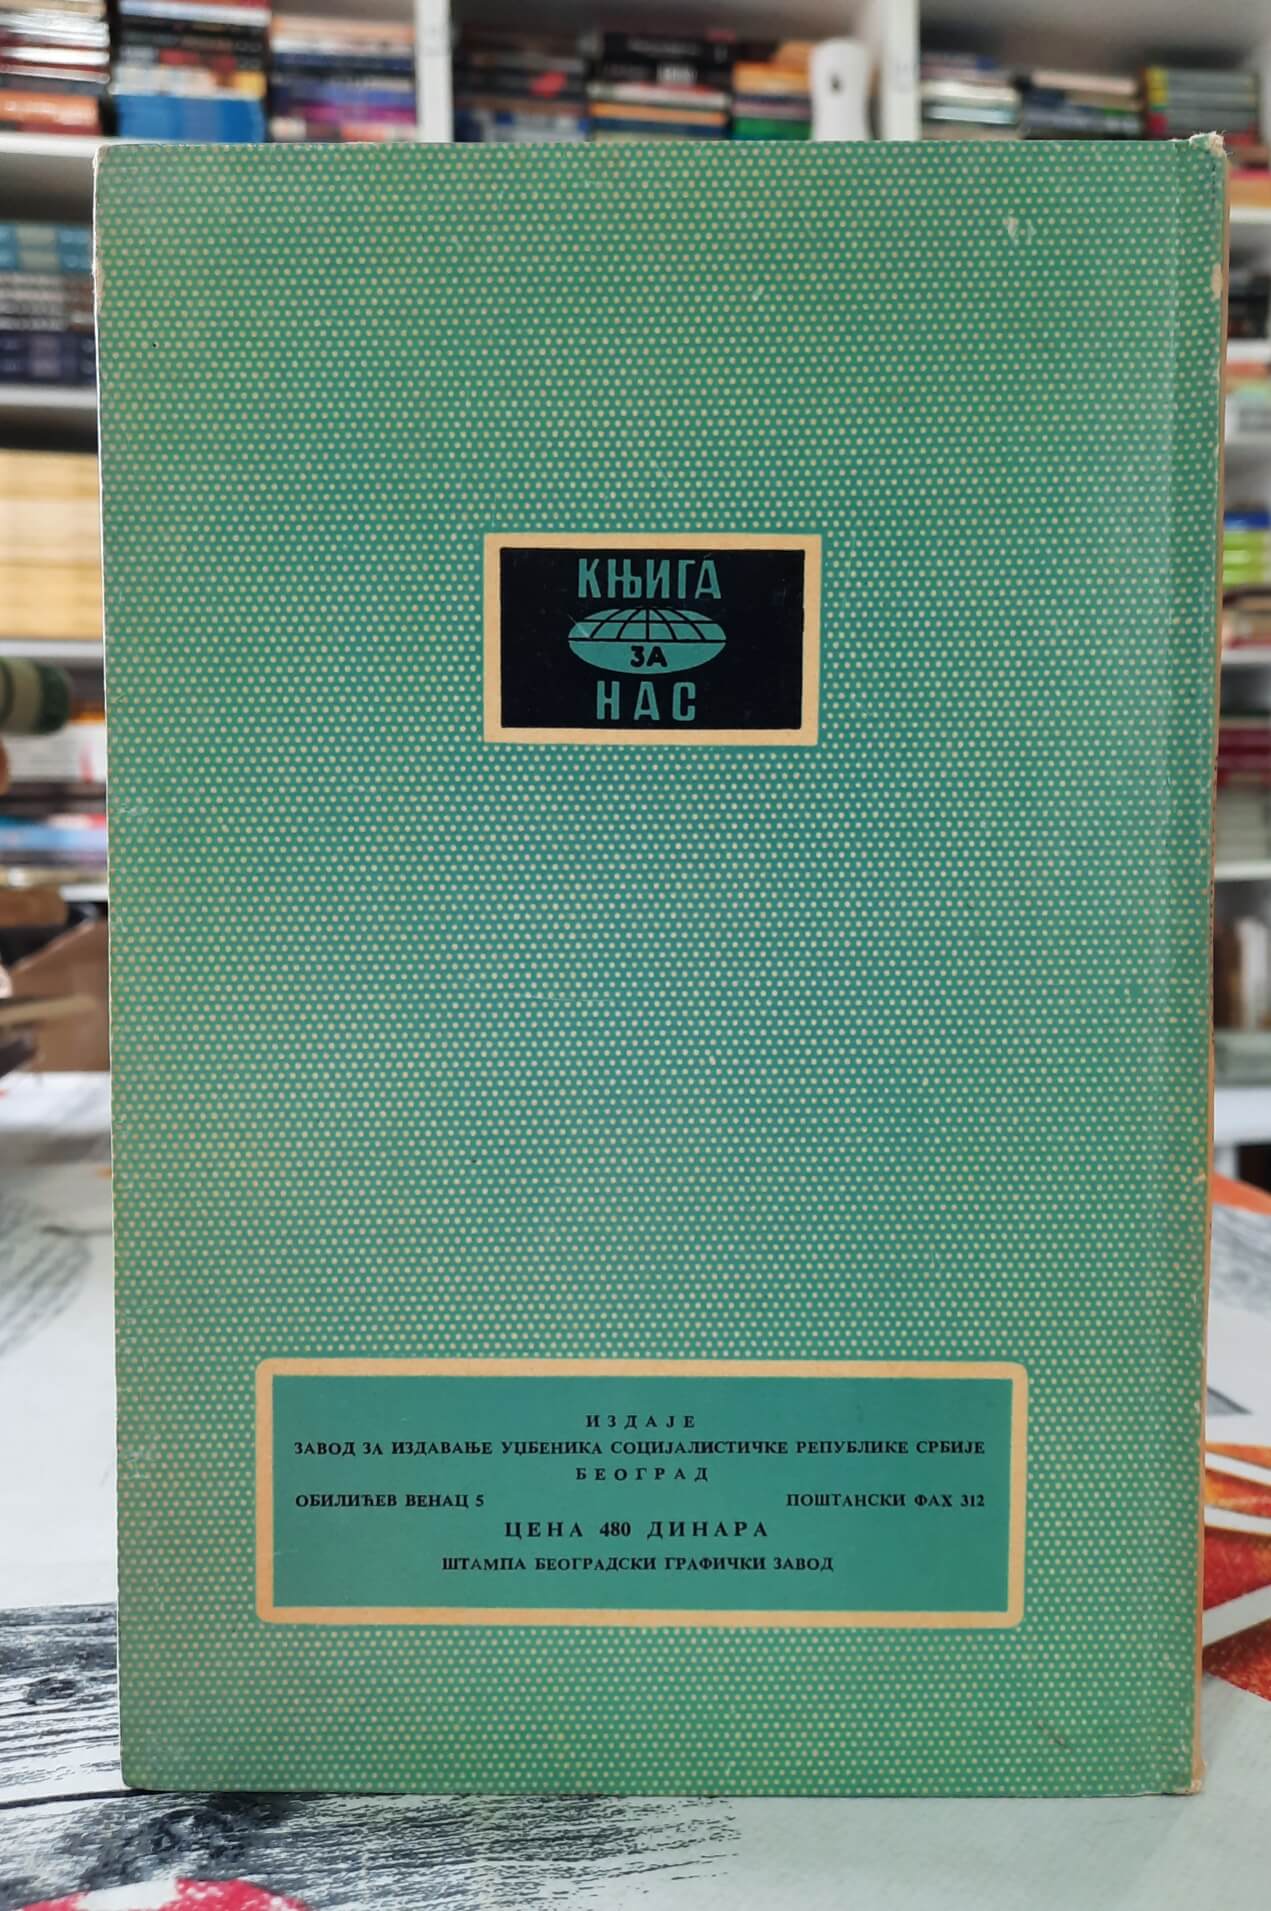 КЊИГА
ЗА
НАС
ИЗДАЈЕ
ЗАВОД ЗА ИЗДАВАЊЕ УЏБЕНИКА СОЦИЈАЛИСТИЧКЕ РЕПУБЛИКЕ СРБИЈЕ
БЕОГРАД
ОБИЛИЋЕВ ВЕНАЦ 5 ПОШТАНСКИ ФАХ 312
ЦЕНА 480 ДИНАРА
ШТАМПА БЕОГРАДСКИ ГРАФИЧКИ ЗАВОД